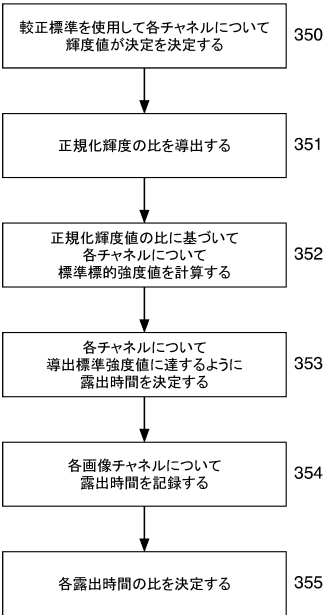 較正標準を使用して各チャネルについて
輝度値が決定を決定する
350
正規化輝度の比を導出する
351
正規化輝度値の比に基づいて
各チャネルについて
標準標的強度値を計算する
352
各チャネルについて
導出標準強度値に達するように
露出時間を決定する
353
各画像チャネルについて
露出時間を記録する
354
各露出時間の比を決定する
355